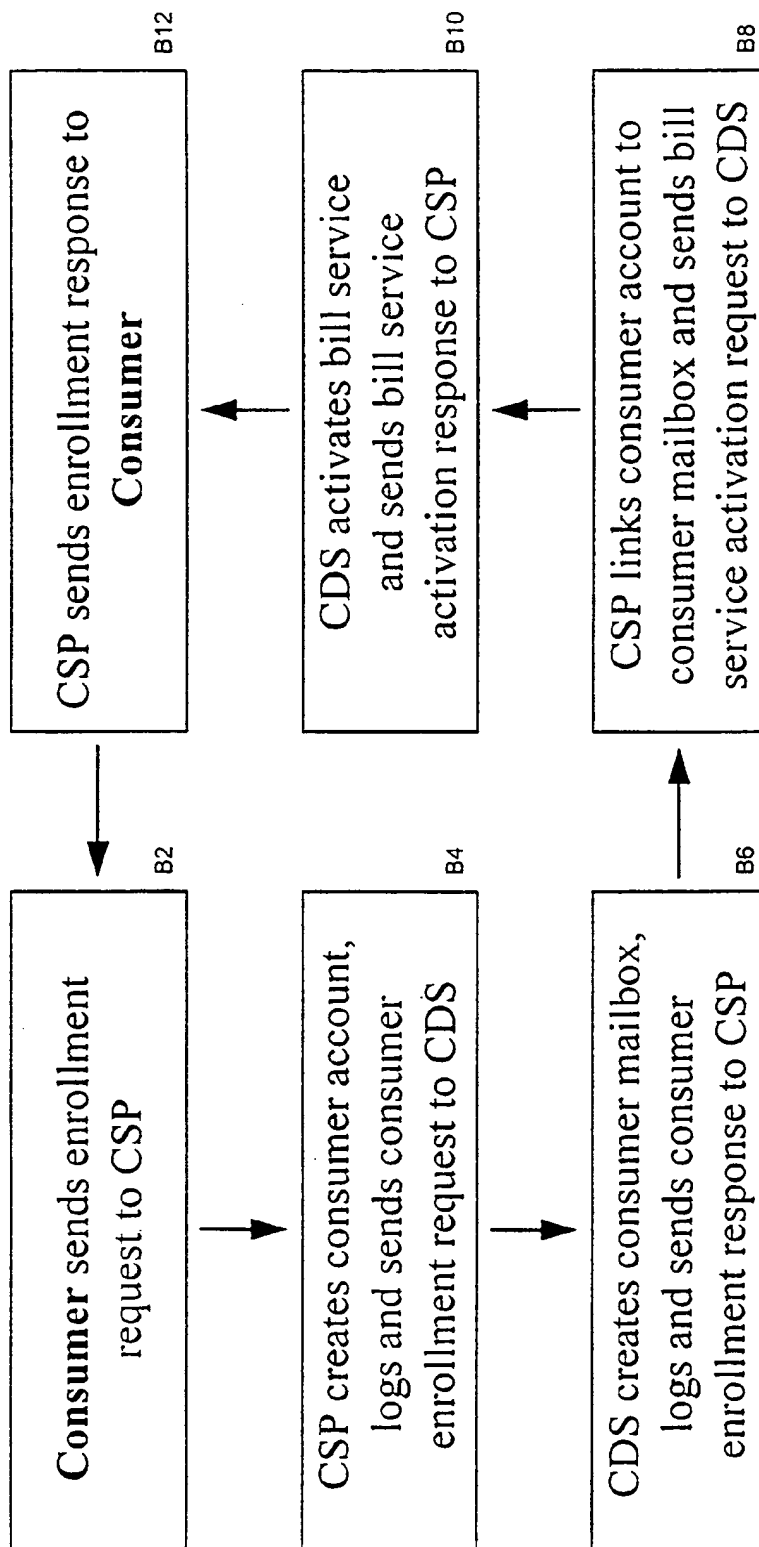 Consumer sends enrollment
request to CSP
B2
CSP creates consumer account,
logs and sends consumer
enrollment request to CDS
B4
CDS creates consumer mailbox,
logs and sends consumer
enrollment response to CSP
B6
CSP links consumer account to
consumer mailbox and sends bill
service activation request to CDS
B8
CDS activates bill service
and sends bill service
activation response to CSP
B10
CSP sends enrollment response to
Consumer
B12